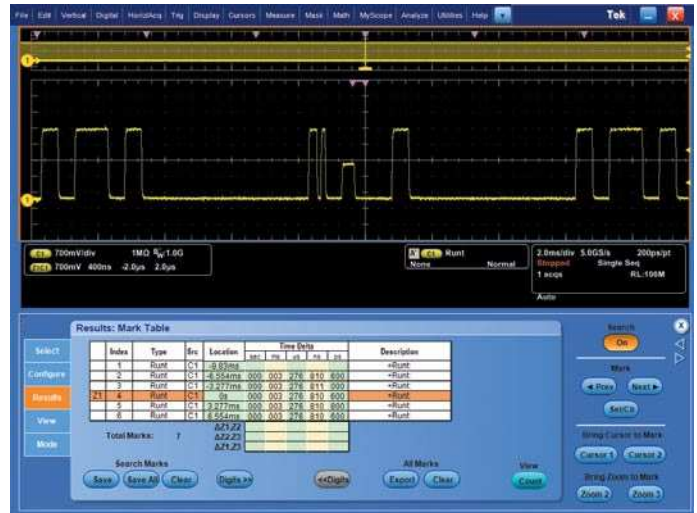 File Edit Vertical Digital Horiz/Acq Trig Display Cursors Measure Mask Math MyScope Analyze Utilities Help Tek
C1 700mV/div 1MΩ BW:1.0G
Z1C1 700mV 400ns -2.0µs 2.0µs
A' C1 Runt
None Normal
2.0ms/div 5.0GS/s 200ps/pt
Stopped Single Seq
1 acqs RL:100M
Auto
Results: Mark Table
Select
Configure
Results
View
Mode
Index Type Src Location Time Delta Description
sec ms µs ns ps
1 Runt C1 -9.83ms +Runt
2 Runt C1 -6.554ms 000 003 276 810 600 +Runt
3 Runt C1 -3.277ms 000 003 276 811 000 +Runt
Z1 4 Runt C1 0s 000 003 276 810 600 +Runt
5 Runt C1 3.277ms 000 003 276 811 000 +Runt
6 Runt C1 6.554ms 000 003 276 810 800 +Runt
Total Marks: 7
ΔZ1,Z2
ΔZ2,Z3
ΔZ1,Z3
Search Marks
Save Save All Clear
Digits >>
<<Digits
All Marks
Export Clear
View
Count
Search
On
Mark
Prev Next
Set/Clr
Bring Cursor to Mark
Cursor 1 Cursor 2
Bring Zoom to Mark
Zoom 2 Zoom 3